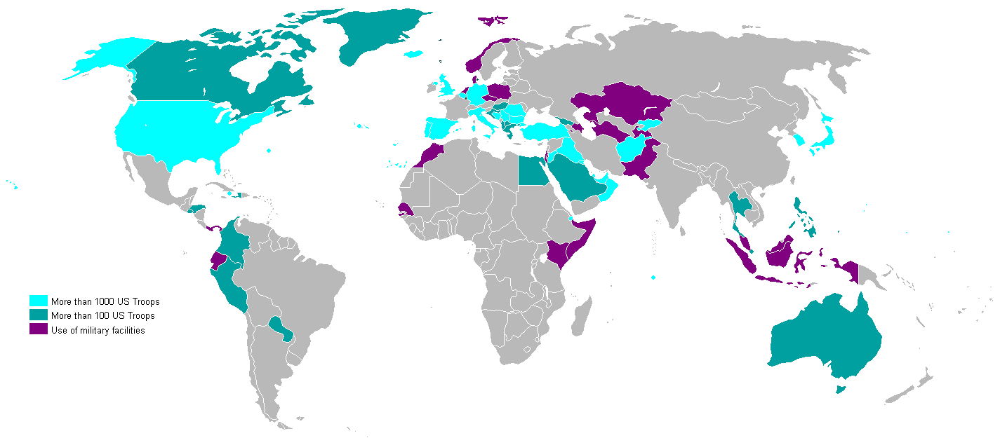 More than 1000 US Troops
More than 100 US Troops
Use of military facilities